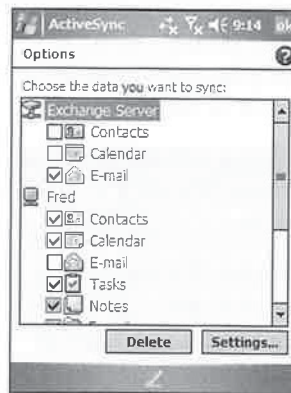 ActiveSync 9:14 ok
Options
Choose the data you want to sync:
Exchange Server
Contacts
Calendar
E-mail
Fred
Contacts
Calendar
E-mail
Tasks
Notes
Delete Settings...